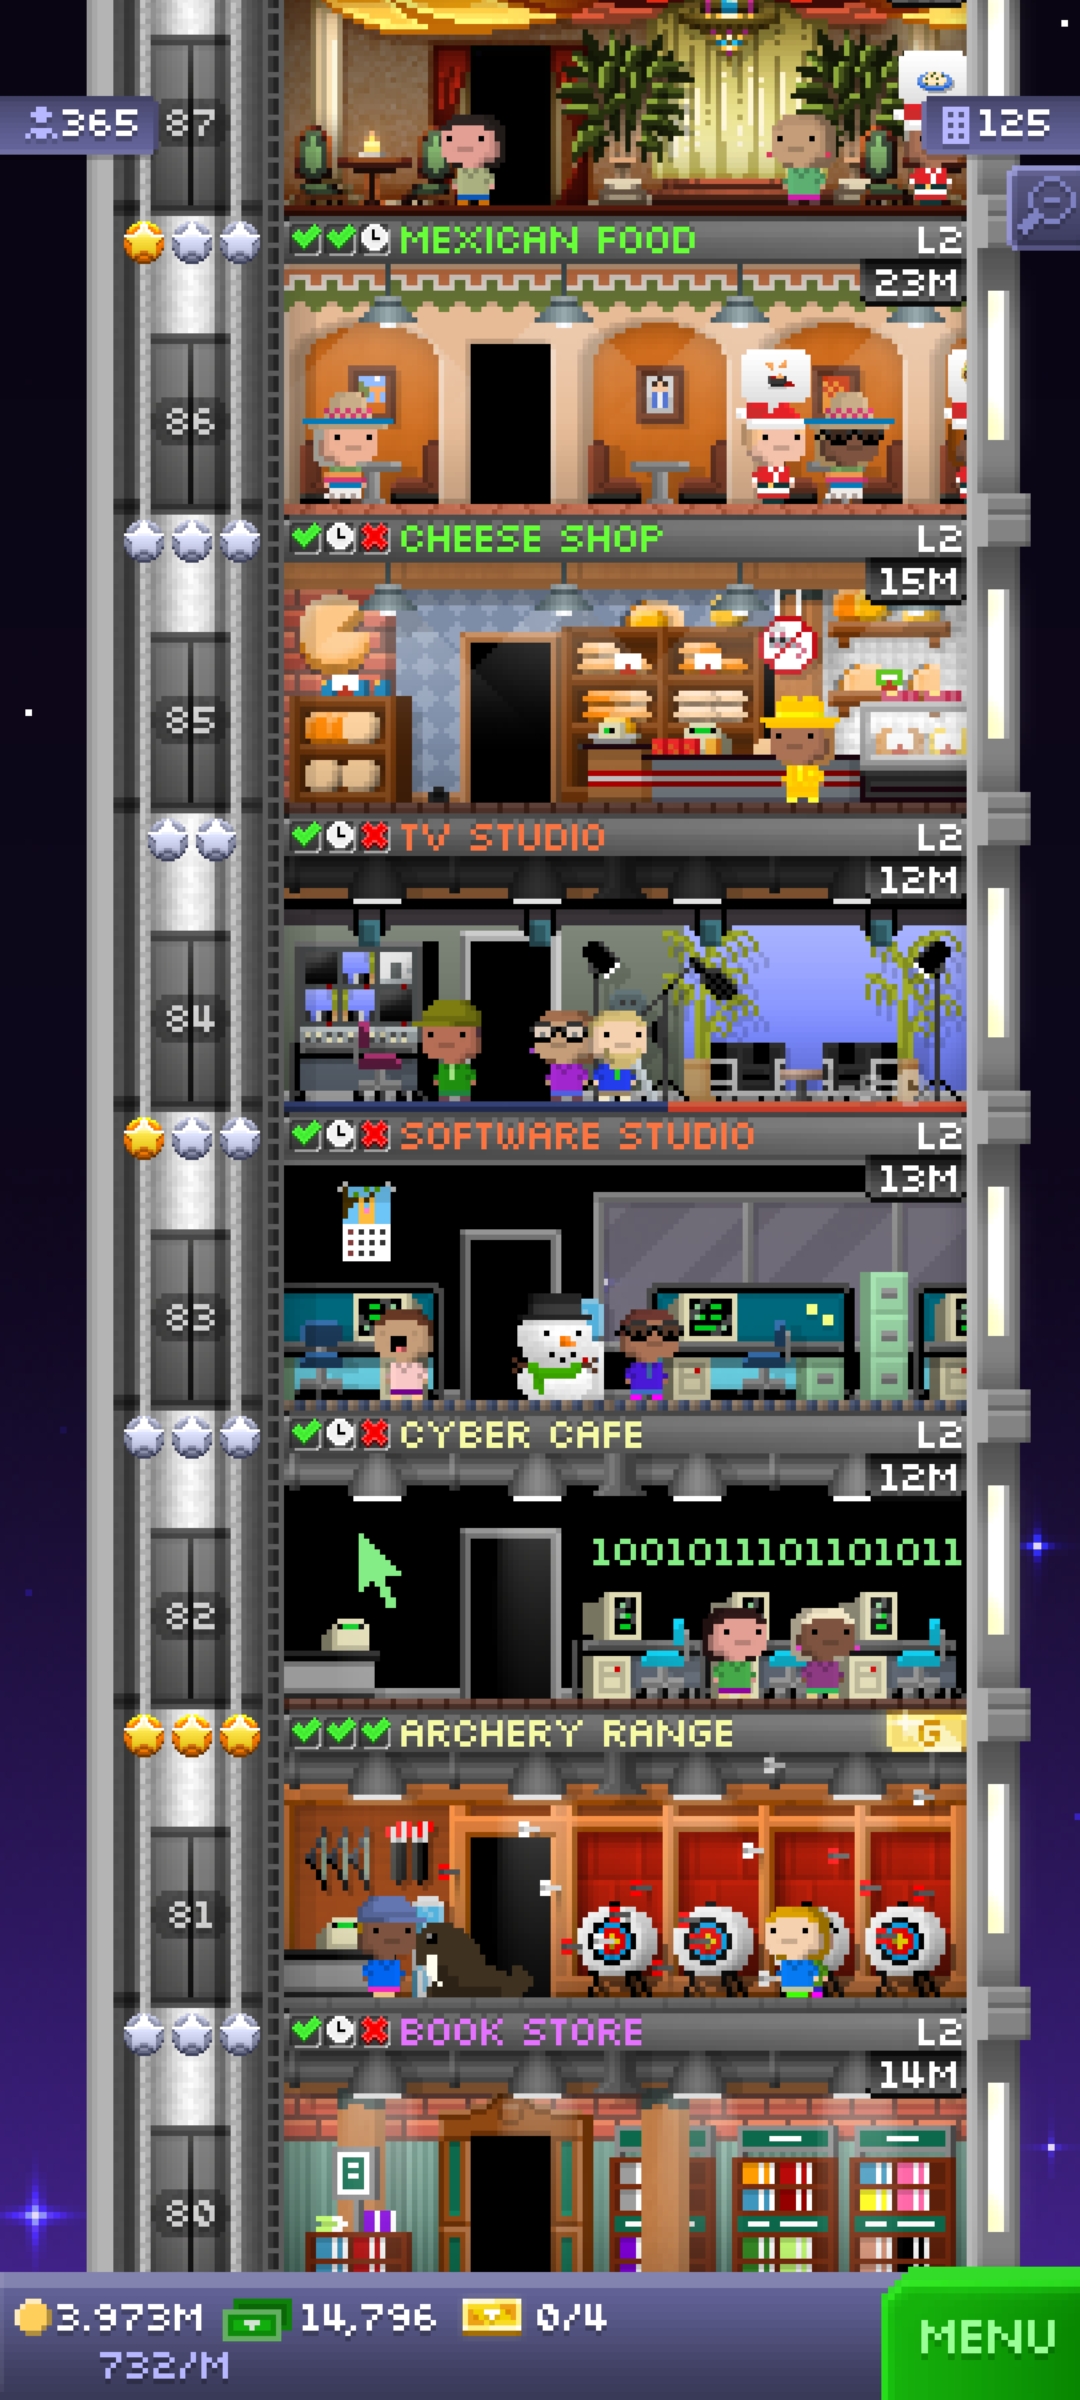 365
87
125
MEXICAN FOOD L2
23M
86
CHEESE SHOP L2
15M
85
TV STUDIO L2
12M
84
SOFTWARE STUDIO L2
13M
83
CYBER CAFE L2
12M
1001011101101011
82
ARCHERY RANGE G
81
BOOK STORE L2
14M
8
80
3.973M 14,796 0/4
732/M
MENU